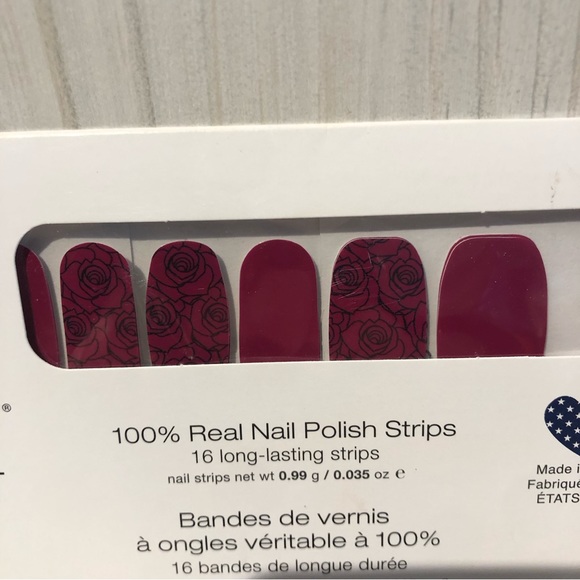 ®
100% Real Nail Polish Strips
16 long-lasting strips
nail strips net wt 0.99 g / 0.035 oz e
Bandes de vernis
à ongles véritable à 100%
16 bandes de longue durée
Made i
Fabriqué
ÉTATS